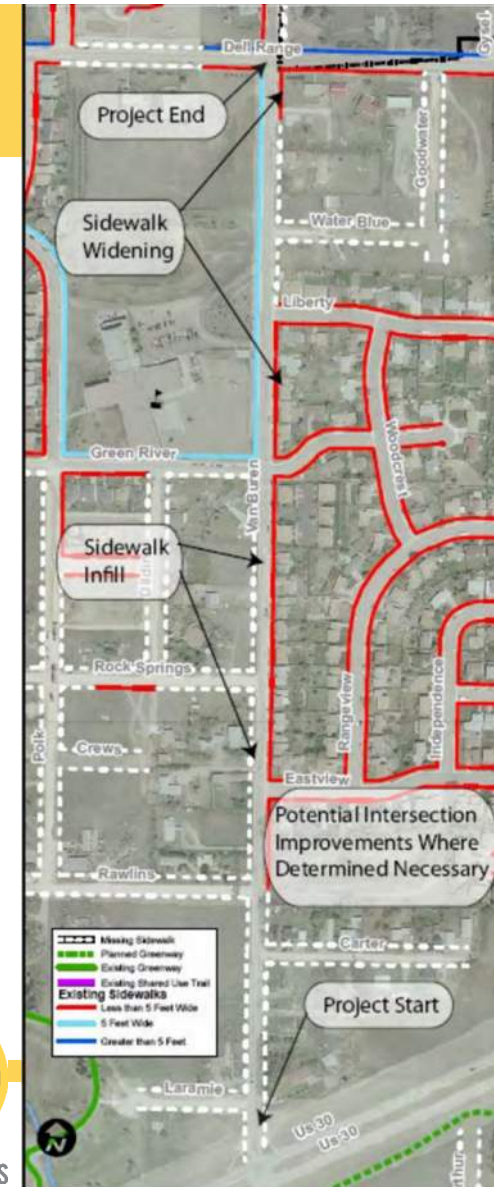 Dell Range
Gysel
Project End
Goodwater
Sidewalk
Widening
Water Blue
Liberty
Woodcrest
Green River
Van Buren
Sidewalk
Infill
Rock Springs
Rangeview
Independence
Polk
Crews
Eastview
Potential Intersection
Improvements Where
Determined Necessary
Rawlins
Missing Sidewalk
Planned Greenway
Existing Greenway
Existing Shared Use Trail
Existing Sidewalks
Less than 5 Feet Wide
5 Feet Wide
Greater than 5 Feet
Carter
Project Start
Laramie
Us 30
Us 30
N